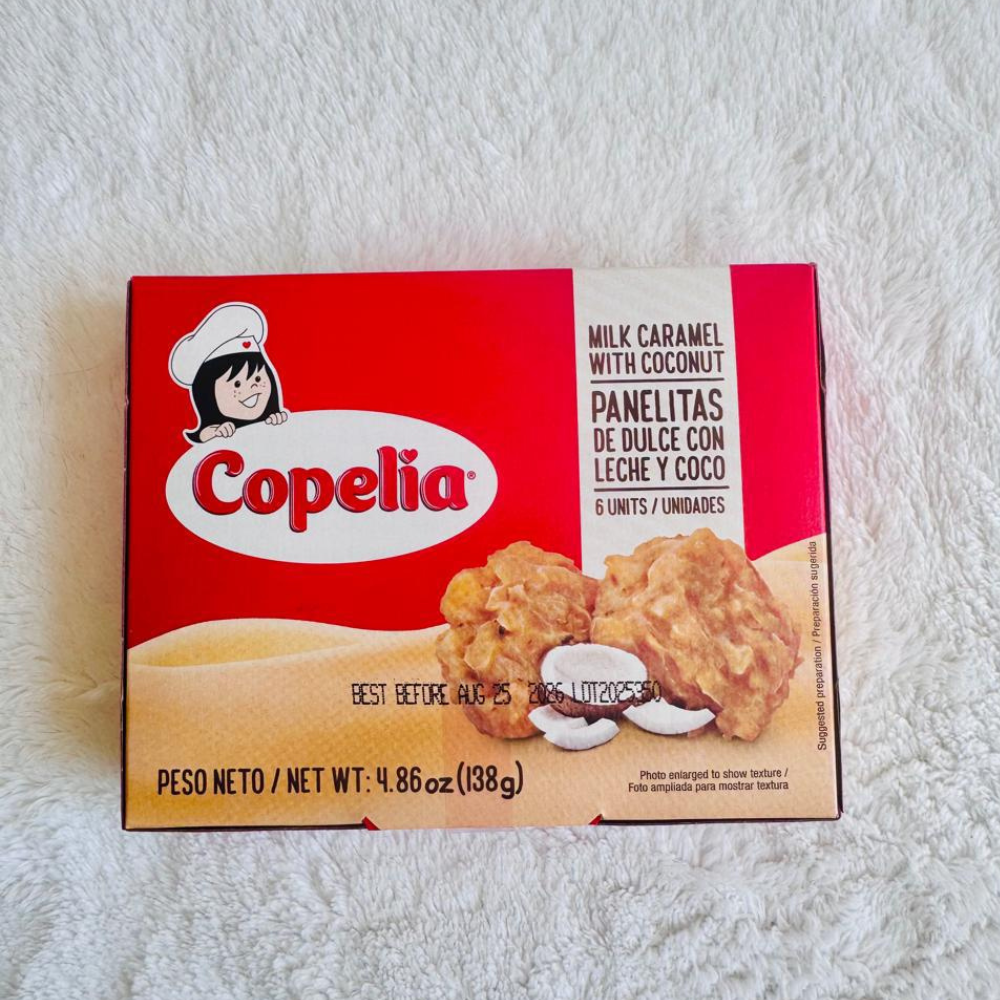 Copelia®
MILK CARAMEL
WITH COCONUT
PANELITAS
DE DULCE CON
LECHE Y COCO
6 UNITS / UNIDADES
BEST BEFORE AUG 25 2026 LOT2025350
PESO NETO / NET WT: 4.86 oz (138g)
Photo enlarged to show texture /
Foto ampliada para mostrar textura
Suggested preparation / Preparación sugerida